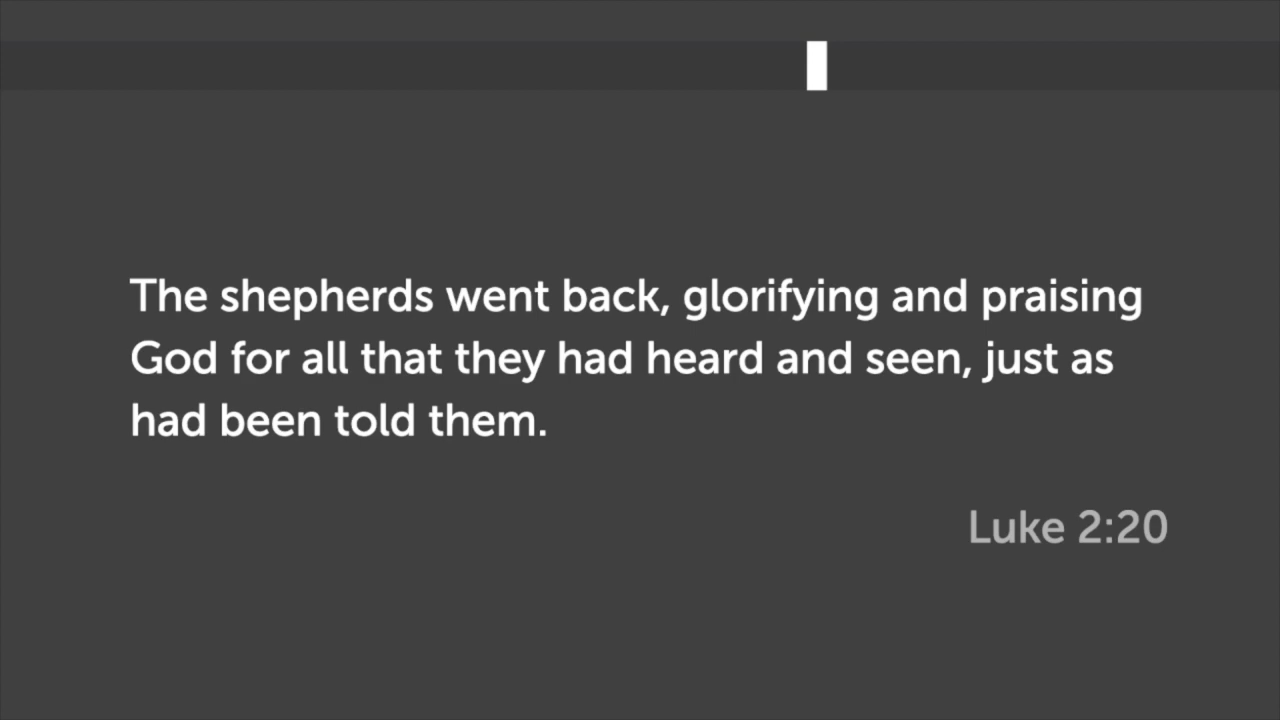 The shepherds went back, glorifying and praising
God for all that they had heard and seen, just as
had been told them.
Luke 2:20